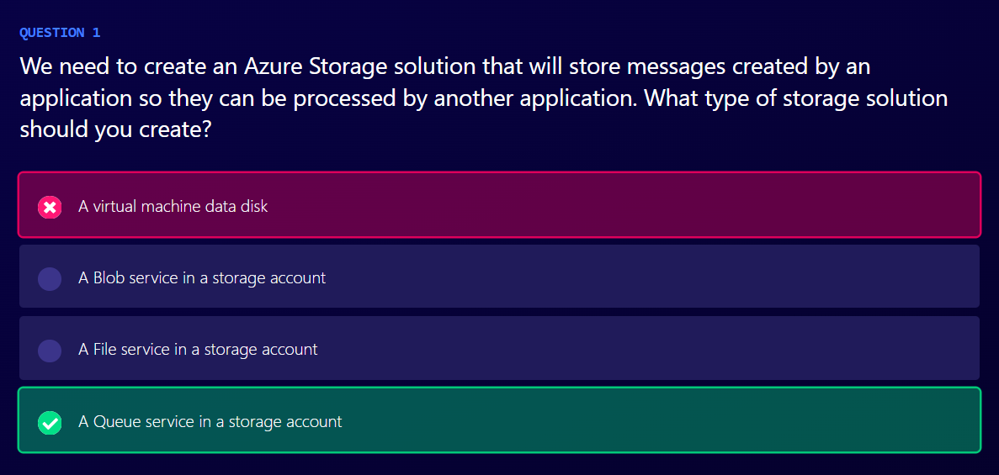 QUESTION 1
We need to create an Azure Storage solution that will store messages created by an
application so they can be processed by another application. What type of storage solution
should you create?
A virtual machine data disk
A Blob service in a storage account
A File service in a storage account
A Queue service in a storage account